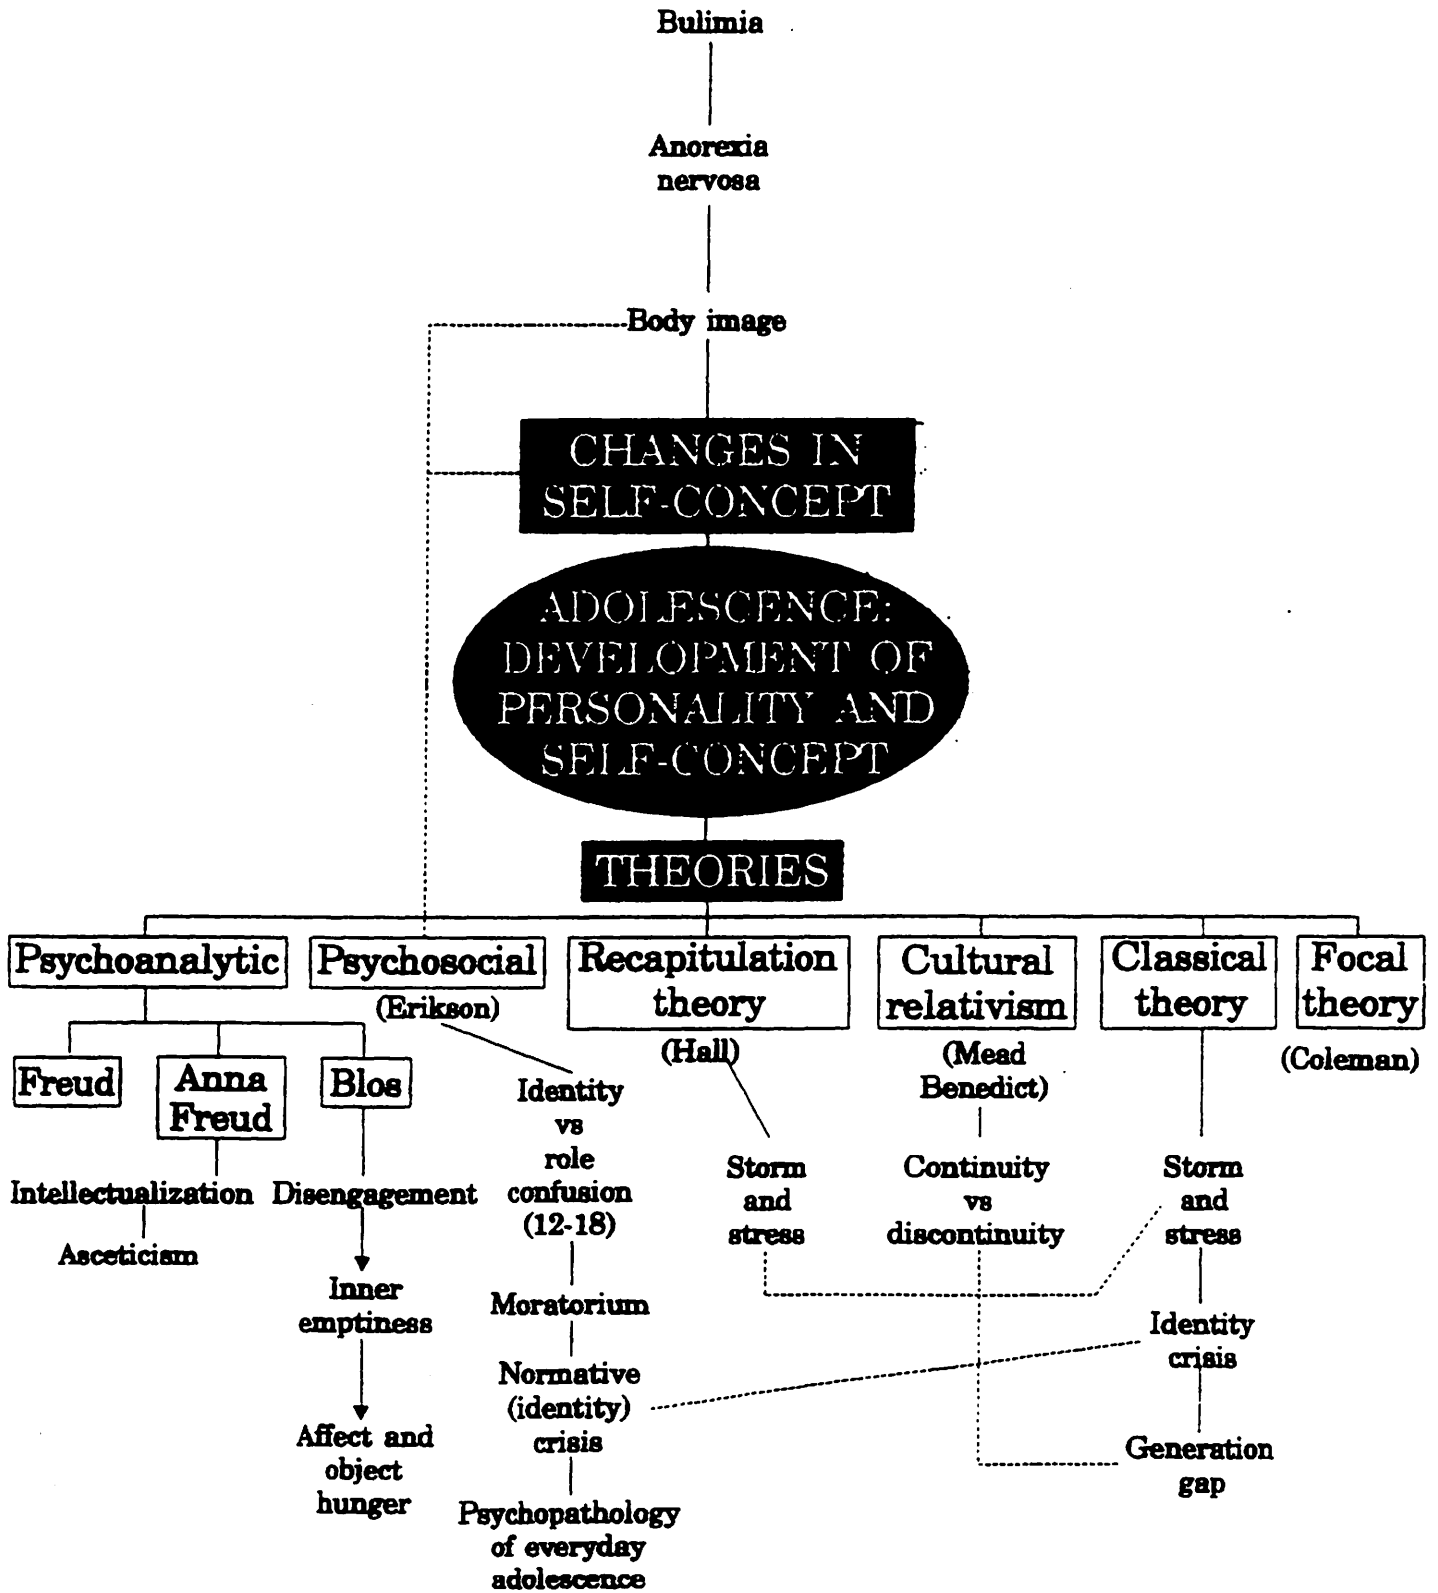 Bulimia
Anorexia
nervosa
Body image
CHANGES IN
SELF-CONCEPT
ADOLESCENCE:
DEVELOPMENT OF
PERSONALITY AND
SELF-CONCEPT
THEORIES
Psychoanalytic
Psychosocial
(Erikson)
Recapitulation
theory
(Hall)
Cultural
relativism
(Mead
Benedict)
Classical
theory
Focal
theory
(Coleman)
Freud
Anna
Freud
Blos
Intellectualization
Asceticism
Disengagement
Inner
emptiness
Affect and
object
hunger
Identity
vs
role
confusion
(12-18)
Moratorium
Normative
(identity)
crisis
Psychopathology
of everyday
adolescence
Storm
and
stress
Continuity
vs
discontinuity
Storm
and
stress
Identity
crisis
Generation
gap